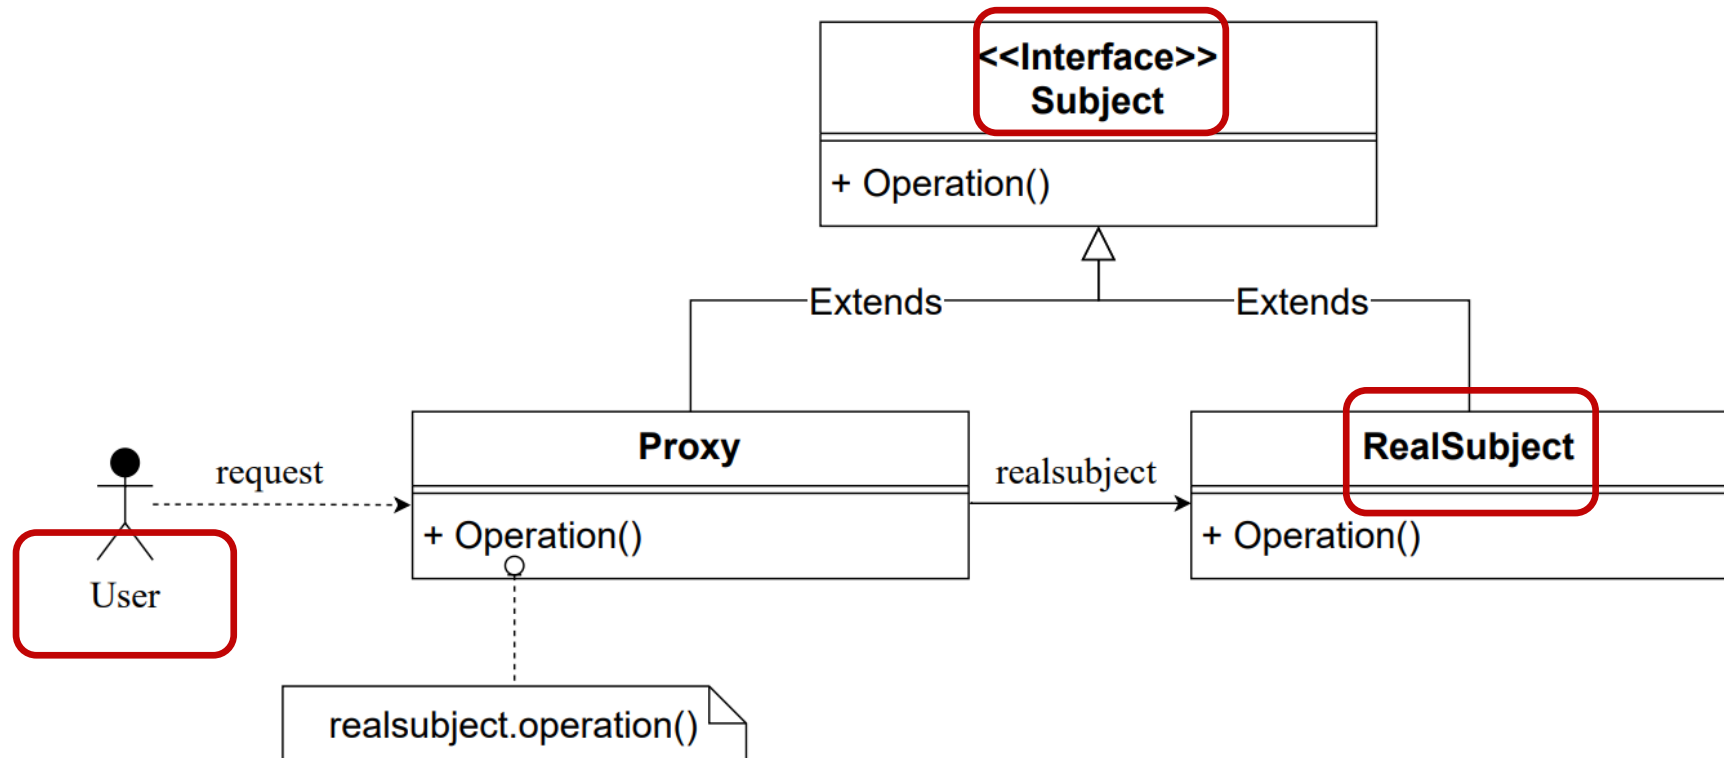 <<Interface>>
Subject
+ Operation()
Extends
Extends
request
Proxy
realsubject
RealSubject
+ Operation()
+ Operation()
User
realsubject.operation()